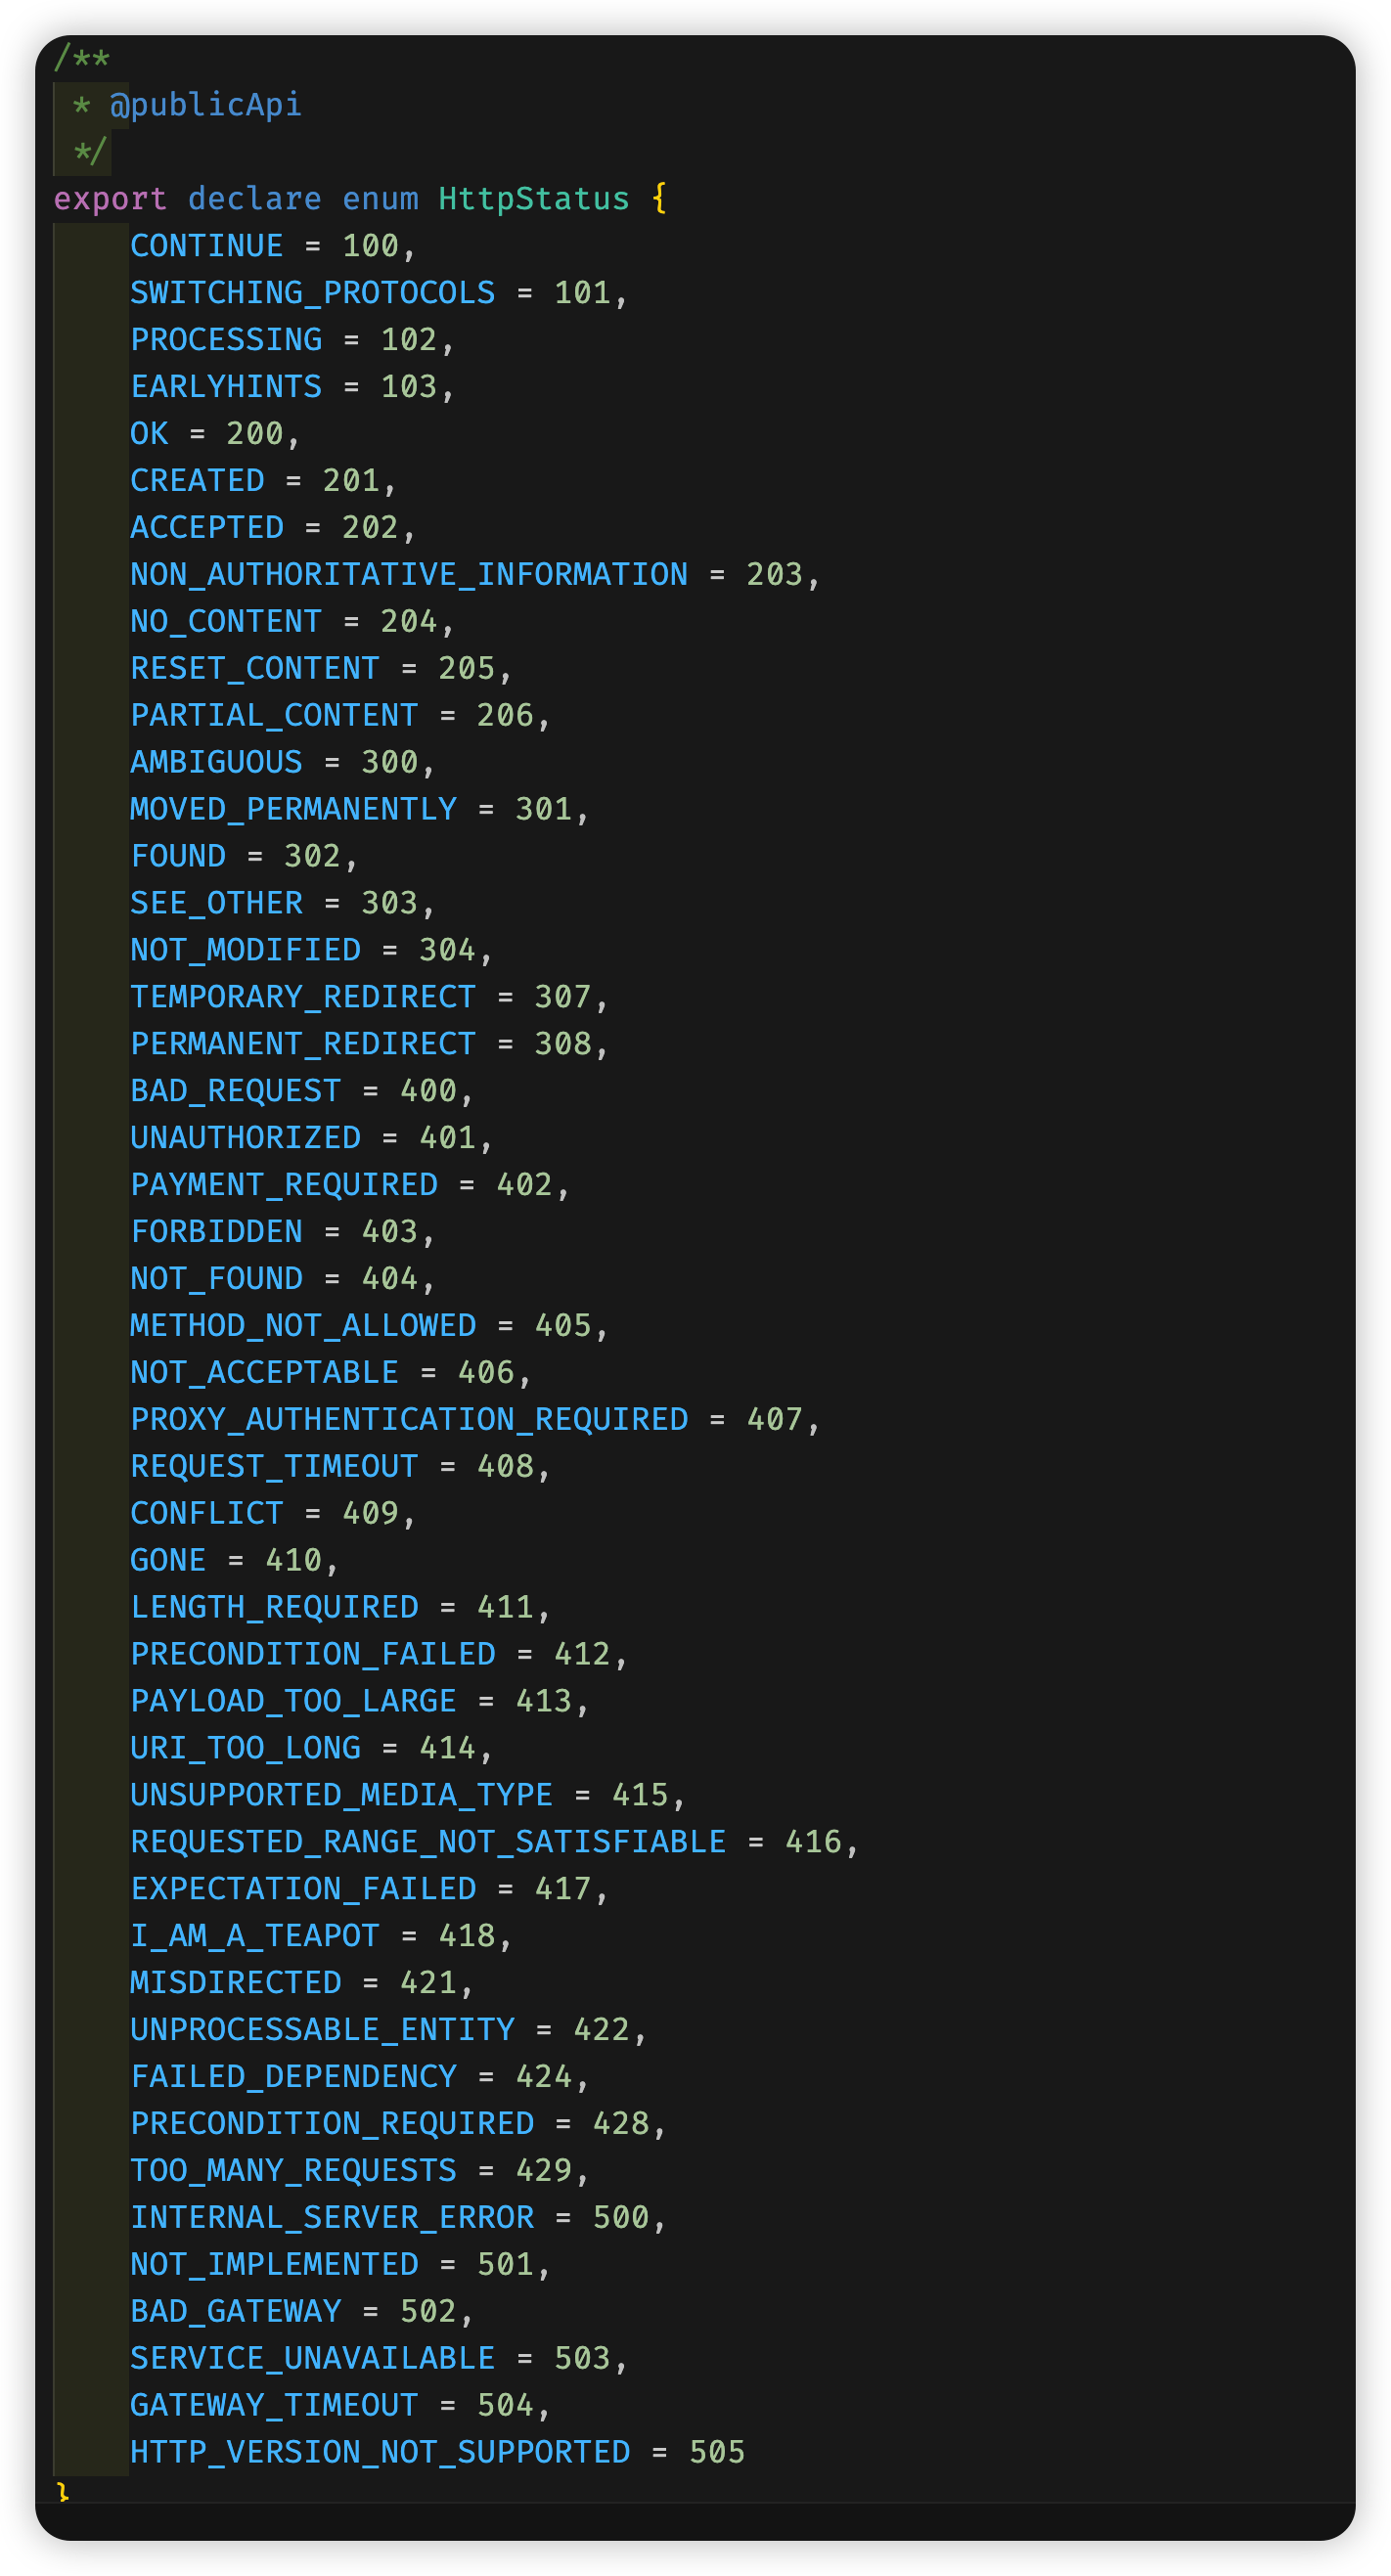 /**
 * @publicApi
 */
export declare enum HttpStatus {
    CONTINUE = 100,
    SWITCHING_PROTOCOLS = 101,
    PROCESSING = 102,
    EARLYHINTS = 103,
    OK = 200,
    CREATED = 201,
    ACCEPTED = 202,
    NON_AUTHORITATIVE_INFORMATION = 203,
    NO_CONTENT = 204,
    RESET_CONTENT = 205,
    PARTIAL_CONTENT = 206,
    AMBIGUOUS = 300,
    MOVED_PERMANENTLY = 301,
    FOUND = 302,
    SEE_OTHER = 303,
    NOT_MODIFIED = 304,
    TEMPORARY_REDIRECT = 307,
    PERMANENT_REDIRECT = 308,
    BAD_REQUEST = 400,
    UNAUTHORIZED = 401,
    PAYMENT_REQUIRED = 402,
    FORBIDDEN = 403,
    NOT_FOUND = 404,
    METHOD_NOT_ALLOWED = 405,
    NOT_ACCEPTABLE = 406,
    PROXY_AUTHENTICATION_REQUIRED = 407,
    REQUEST_TIMEOUT = 408,
    CONFLICT = 409,
    GONE = 410,
    LENGTH_REQUIRED = 411,
    PRECONDITION_FAILED = 412,
    PAYLOAD_TOO_LARGE = 413,
    URI_TOO_LONG = 414,
    UNSUPPORTED_MEDIA_TYPE = 415,
    REQUESTED_RANGE_NOT_SATISFIABLE = 416,
    EXPECTATION_FAILED = 417,
    I_AM_A_TEAPOT = 418,
    MISDIRECTED = 421,
    UNPROCESSABLE_ENTITY = 422,
    FAILED_DEPENDENCY = 424,
    PRECONDITION_REQUIRED = 428,
    TOO_MANY_REQUESTS = 429,
    INTERNAL_SERVER_ERROR = 500,
    NOT_IMPLEMENTED = 501,
    BAD_GATEWAY = 502,
    SERVICE_UNAVAILABLE = 503,
    GATEWAY_TIMEOUT = 504,
    HTTP_VERSION_NOT_SUPPORTED = 505
}